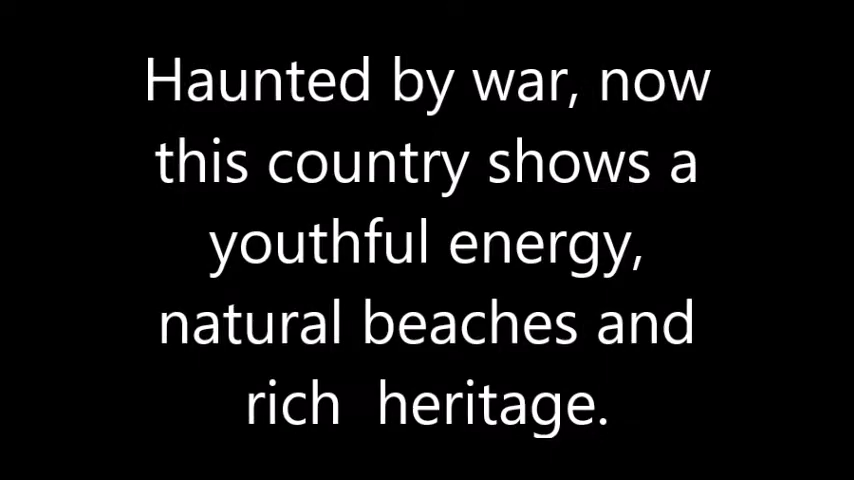 Haunted by war, now
this country shows a
youthful energy,
natural beaches and
rich  heritage.